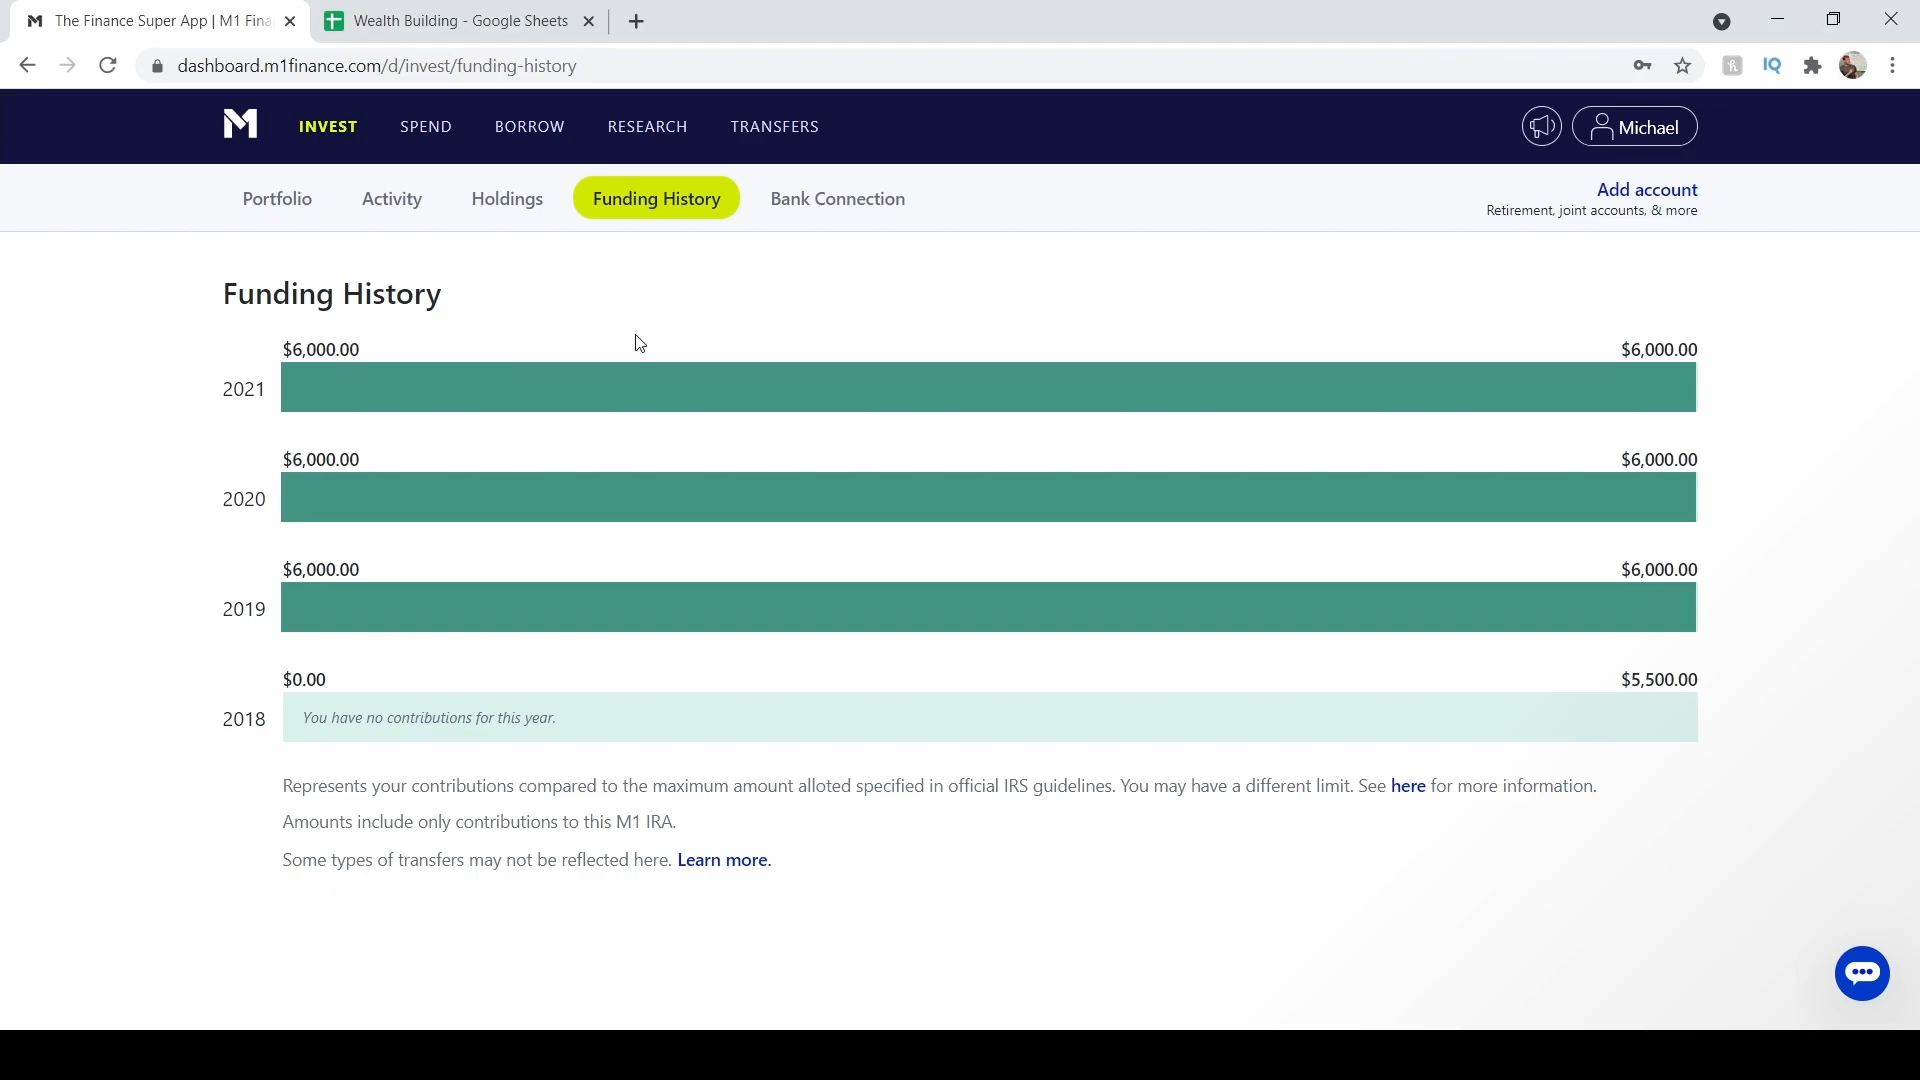 The Finance Super App | M1 Fina
Wealth Building - Google Sheets
dashboard.m1finance.com/d/invest/funding-history
IQ
M1 INVEST SPEND BORROW RESEARCH TRANSFERS Michael
Portfolio Activity Holdings Funding History Bank Connection
Add account
Retirement, joint accounts, & more
Funding History
$6,000.00 $6,000.00
2021
$6,000.00 $6,000.00
2020
$6,000.00 $6,000.00
2019
$0.00 $5,500.00
2018 You have no contributions for this year.
Represents your contributions compared to the maximum amount alloted specified in official IRS guidelines. You may have a different limit. See here for more information.
Amounts include only contributions to this M1 IRA.
Some types of transfers may not be reflected here. Learn more.